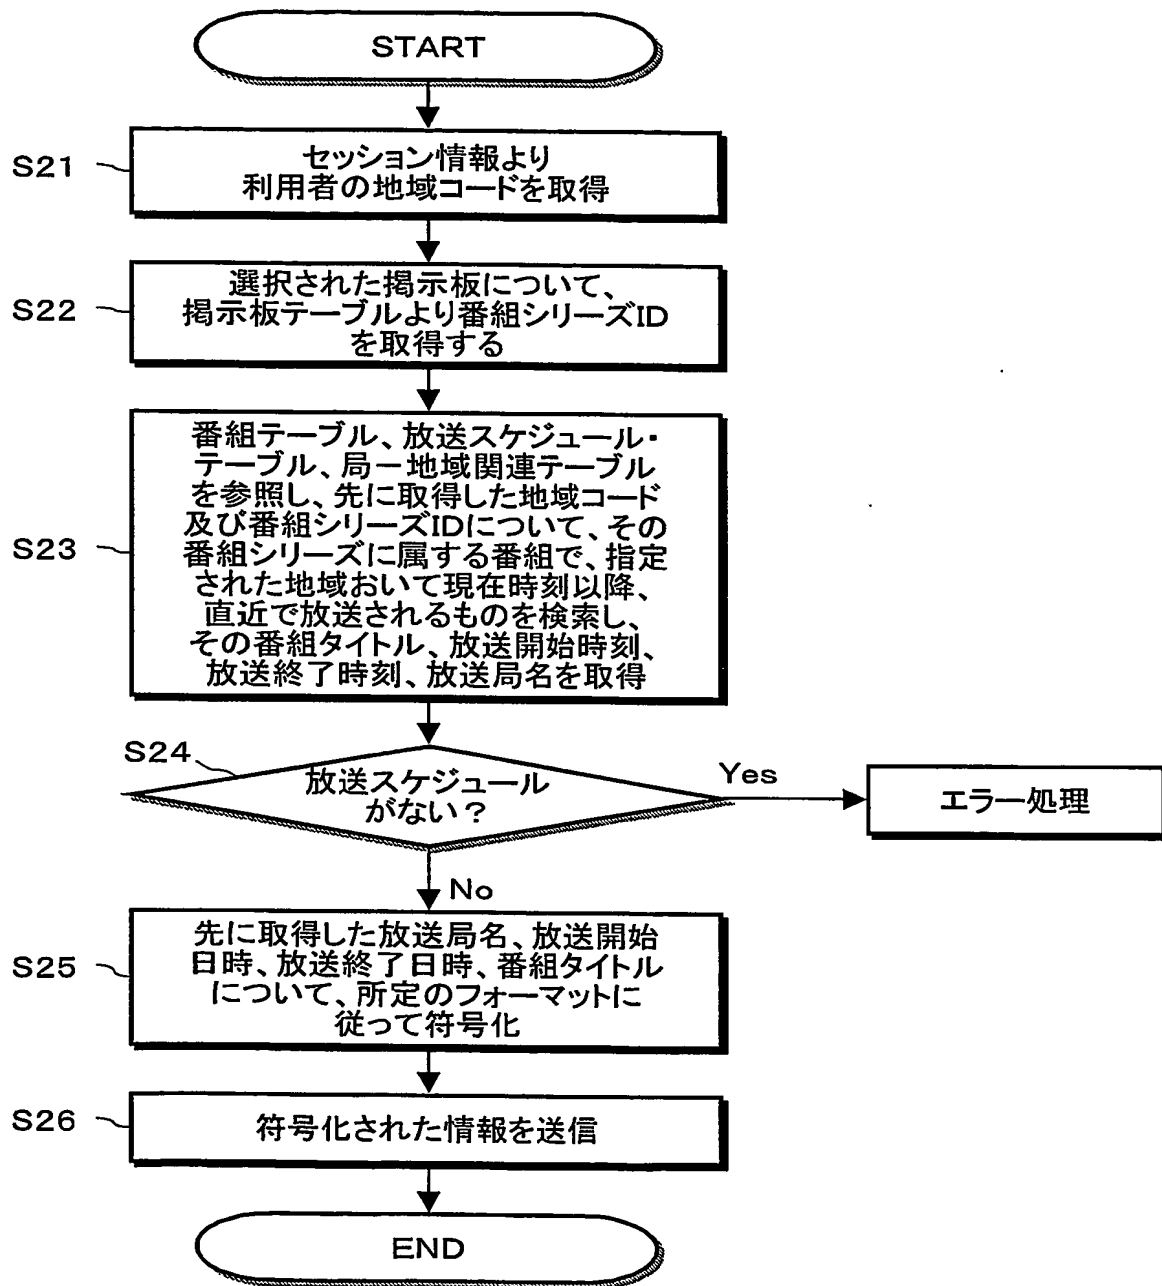 START
S21
セッション情報より
利用者の地域コードを取得
S22
選択された掲示板について、
掲示板テーブルより番組シリーズID
を取得する
S23
番組テーブル、放送スケジュール・
テーブル、局－地域関連テーブル
を参照し、先に取得した地域コード
及び番組シリーズIDについて、その
番組シリーズに属する番組で、指定
された地域おいて現在時刻以降、
直近で放送されるものを検索し、
その番組タイトル、放送開始時刻、
放送終了時刻、放送局名を取得
S24
放送スケジュール
がない？
Yes
エラー処理
No
S25
先に取得した放送局名、放送開始
日時、放送終了日時、番組タイトル
について、所定のフォーマットに
従って符号化
S26
符号化された情報を送信
END